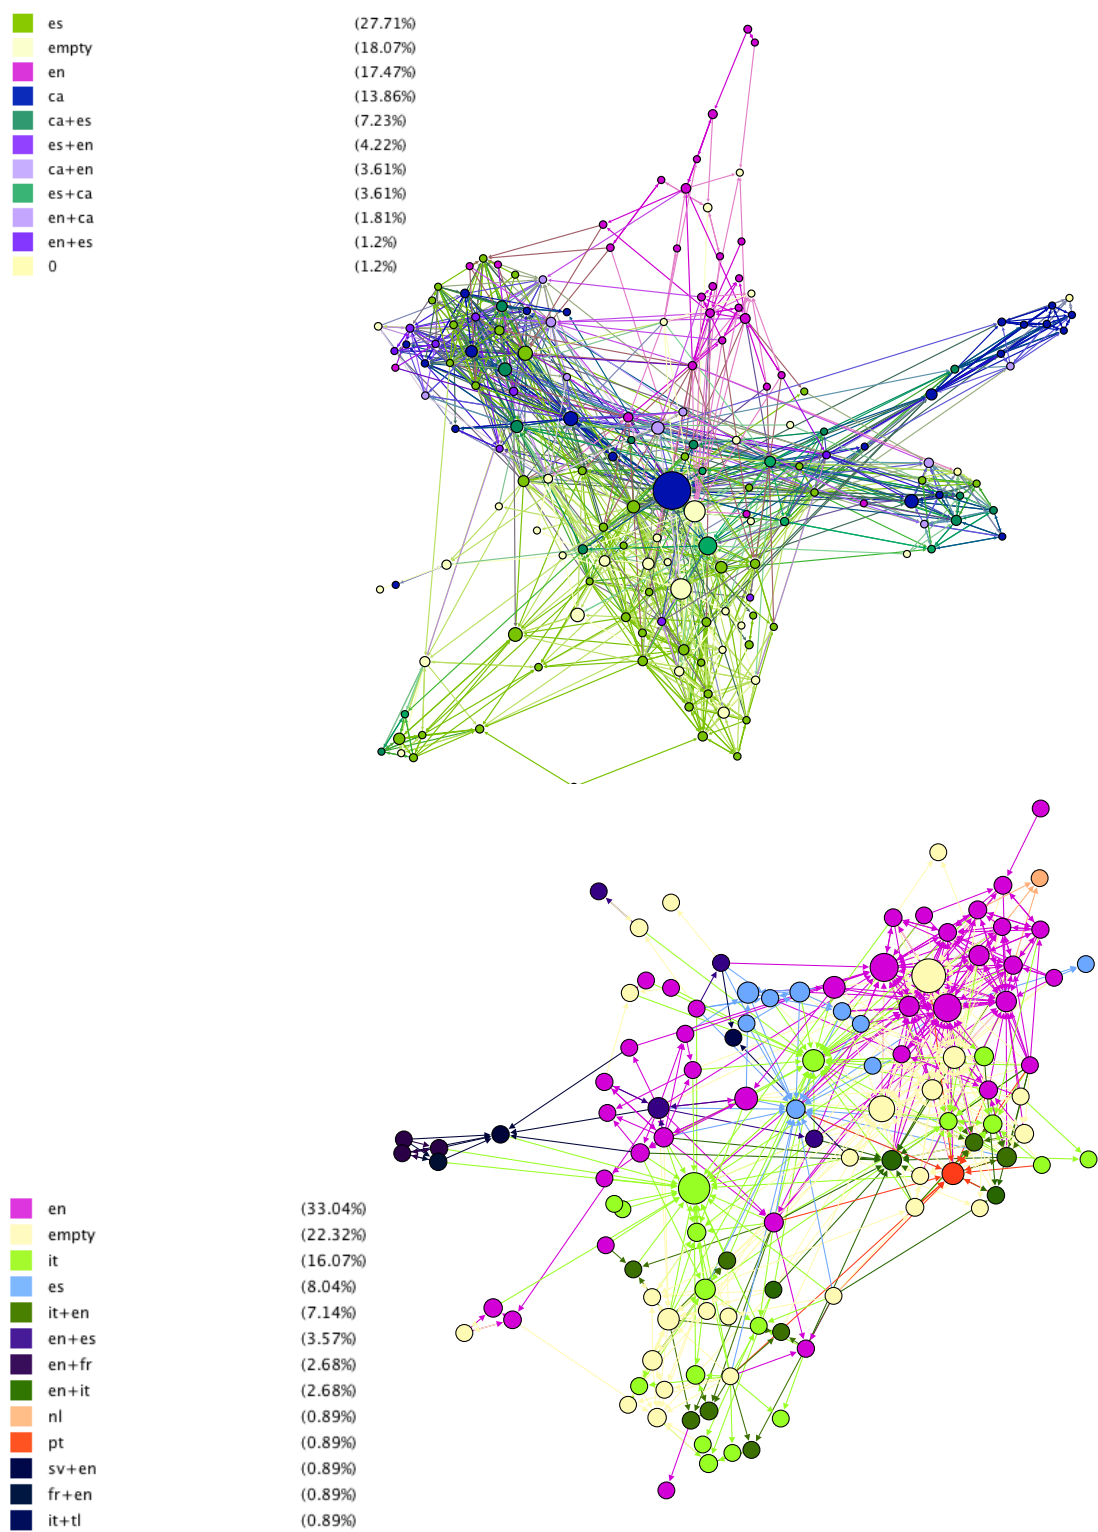 es (27.71%)
empty (18.07%)
en (17.47%)
ca (13.86%)
ca+es (7.23%)
es+en (4.22%)
ca+en (3.61%)
es+ca (3.61%)
en+ca (1.81%)
en+es (1.2%)
0 (1.2%)
en (33.04%)
empty (22.32%)
it (16.07%)
es (8.04%)
it+en (7.14%)
en+es (3.57%)
en+fr (2.68%)
en+it (2.68%)
nl (0.89%)
pt (0.89%)
sv+en (0.89%)
fr+en (0.89%)
it+tl (0.89%)